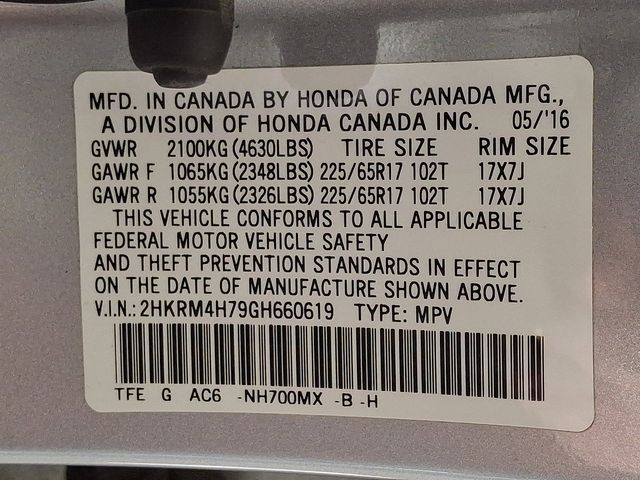 MFD. IN CANADA BY HONDA OF CANADA MFG.,
A DIVISION OF HONDA CANADA INC. 05/'16
GVWR 2100KG(4630LBS) TIRE SIZE RIM SIZE
GAWR F 1065KG(2348LBS) 225/65R17 102T 17X7J
GAWR R 1055KG(2326LBS) 225/65R17 102T 17X7J
THIS VEHICLE CONFORMS TO ALL APPLICABLE
FEDERAL MOTOR VEHICLE SAFETY
AND THEFT PREVENTION STANDARDS IN EFFECT
ON THE DATE OF MANUFACTURE SHOWN ABOVE.
V.I.N.:2HKRM4H79GH660619 TYPE: MPV
TFE G AC6 -NH700MX -B -H